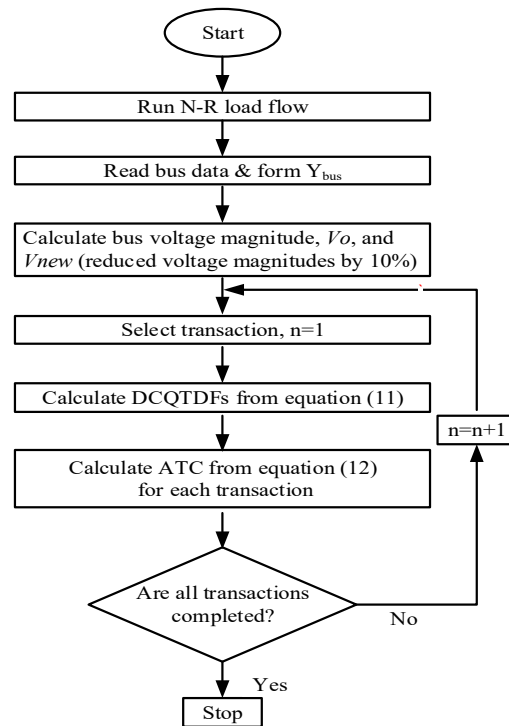 Start
Run N-R load flow
Read bus data & form Ybus
Calculate bus voltage magnitude, Vo, and
Vnew (reduced voltage magnitudes by 10%)
Select transaction, n=1
Calculate DCQTDFs from equation (11)
n=n+1
Calculate ATC from equation (12)
for each transaction
Are all transactions
completed?
No
Yes
Stop